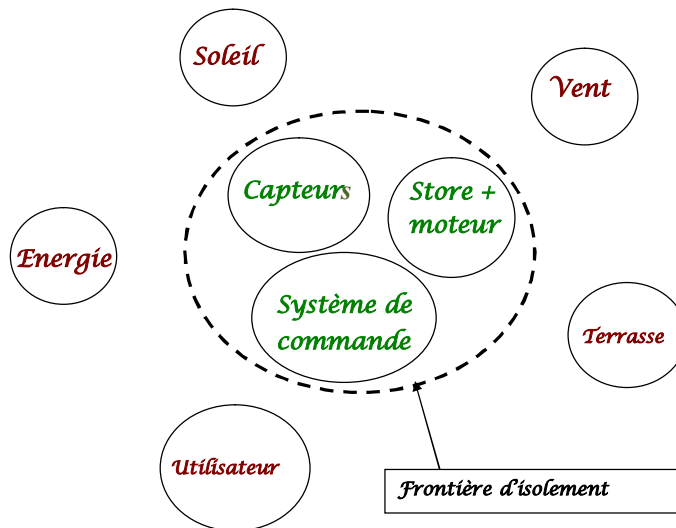 Soleil
Vent
Capteurs
Store +
moteur
Energie
Système de
commande
Terrasse
Utilisateur
Frontière d'isolement